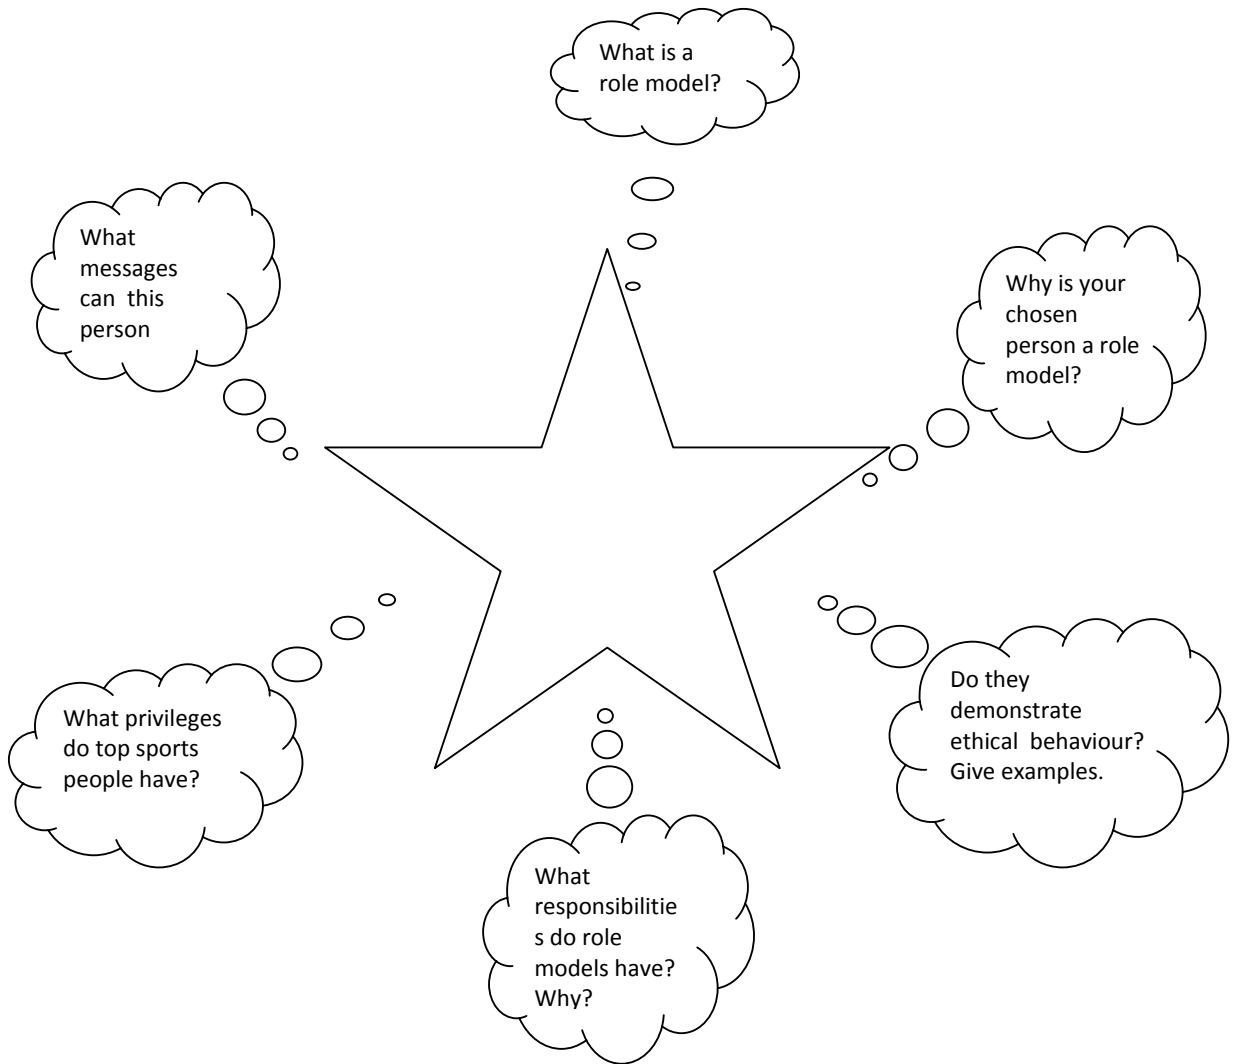 What is a
role model?
What
messages
can  this
person
Why is your
chosen
person a role
model?
What privileges
do top sports
people have?
Do they
demonstrate
ethical  behaviour?
Give examples.
What
responsibilitie
s do role
models have?
Why?